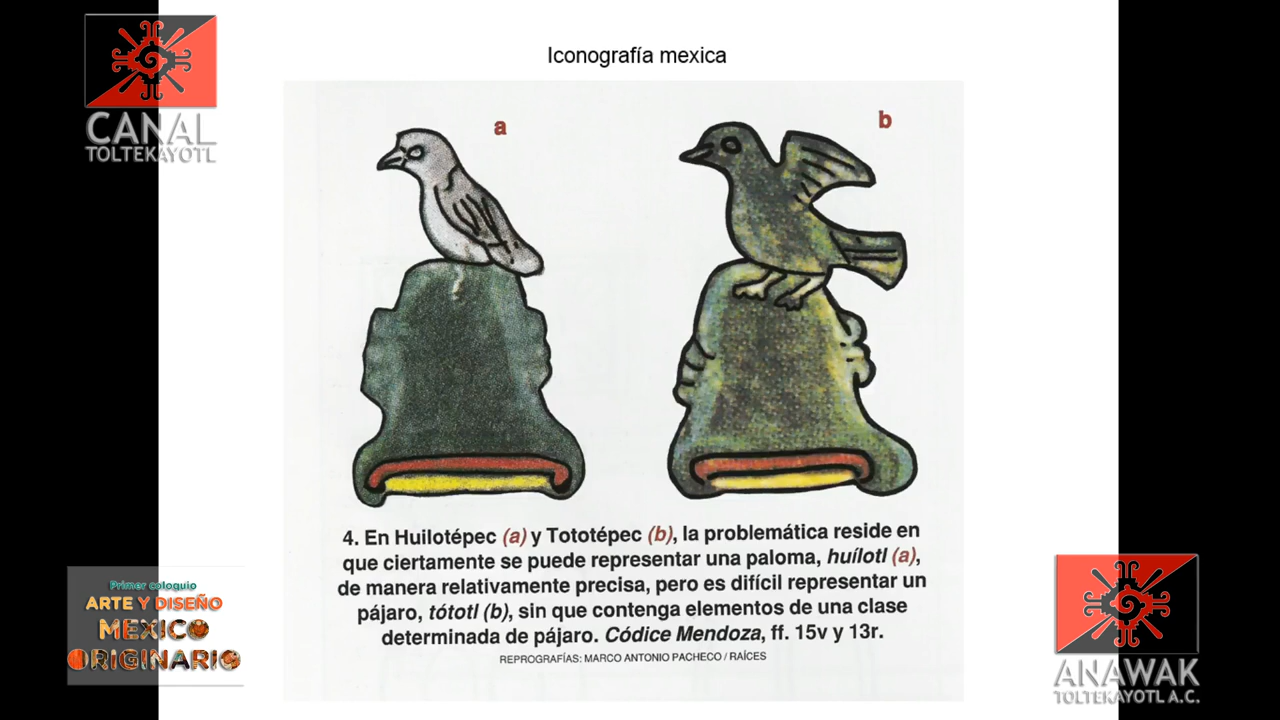 CANAL
TOLTEKAYOTL
Iconografía mexica
a
b
4. En Huilotépec (a) y Tototépec (b), la problemática reside en
que ciertamente se puede representar una paloma, huílotl (a),
de manera relativamente precisa, pero es difícil representar un
pájaro, tótotl (b), sin que contenga elementos de una clase
determinada de pájaro. Códice Mendoza, ff. 15v y 13r.
REPROGRAFÍAS: MARCO ANTONIO PACHECO / RAÍCES
Primer coloquio
ARTE Y DISEÑO
MEXICO
ORIGINARIO
ANAWAK
TOLTEKAYOTL A.C.